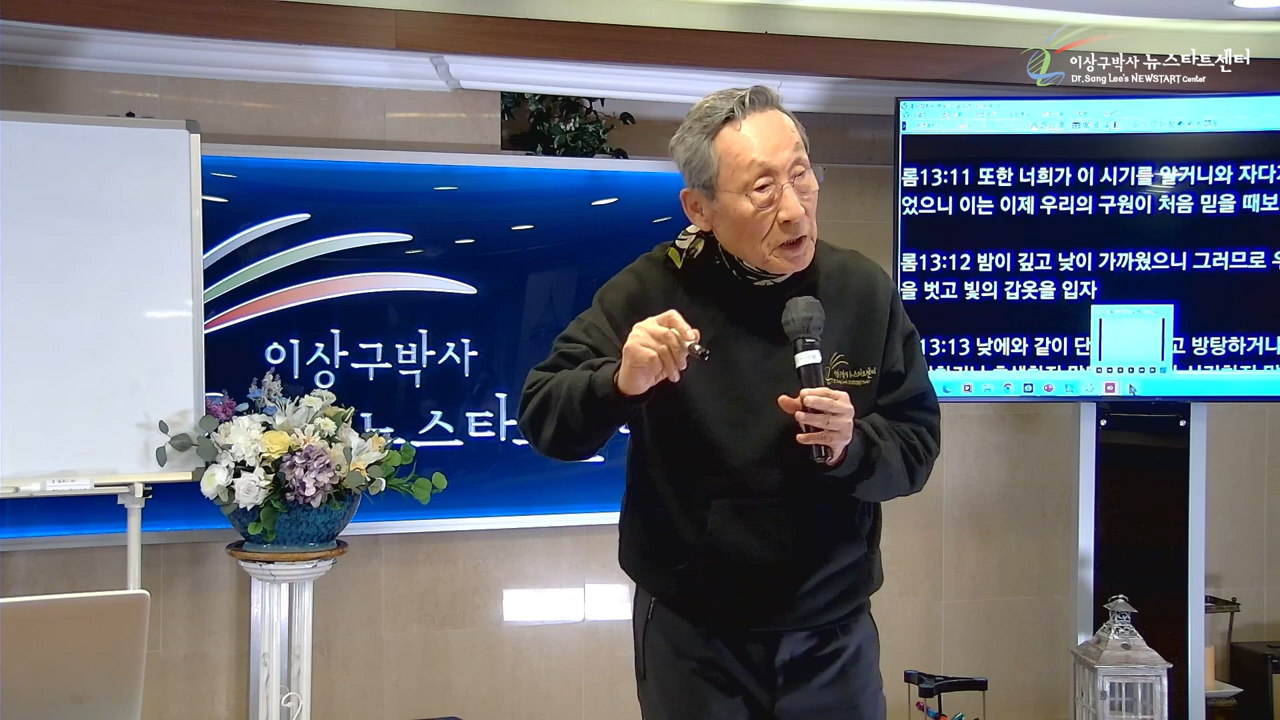 이상구박사 뉴스타트센터
Dr. Sang Lee's NEWSTART Center
롬13:11 또한 너희가 이 시기를 알거니와 자다가
었으니 이는 이제 우리의 구원이 처음 믿을 때보
롬13:12 밤이 깊고 낮이 가까웠으니 그러므로 우
을 벗고 빛의 갑옷을 입자
13:13 낮에와 같이 단 고 방탕하거나
이상구박사
뉴스타트